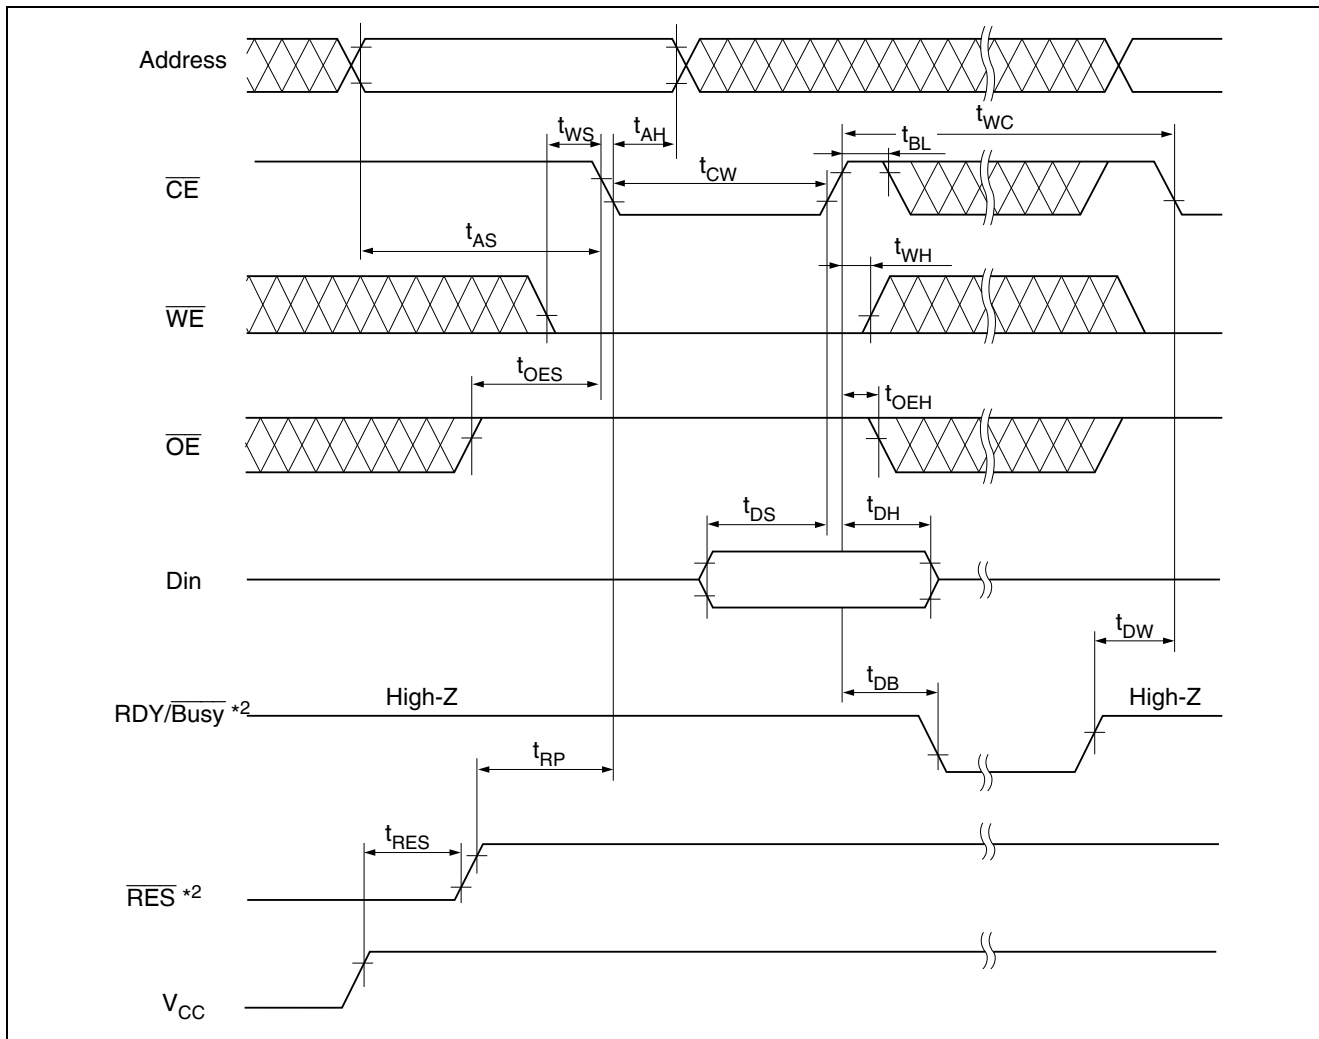 Address
tWS
tAH
tWC
tBL
CE
tCW
tAS
tWH
WE
tOES
tOEH
OE
tDS
tDH
Din
tDW
tDB
RDY/Busy *2
High-Z
High-Z
tRP
tRES
RES *2
VCC